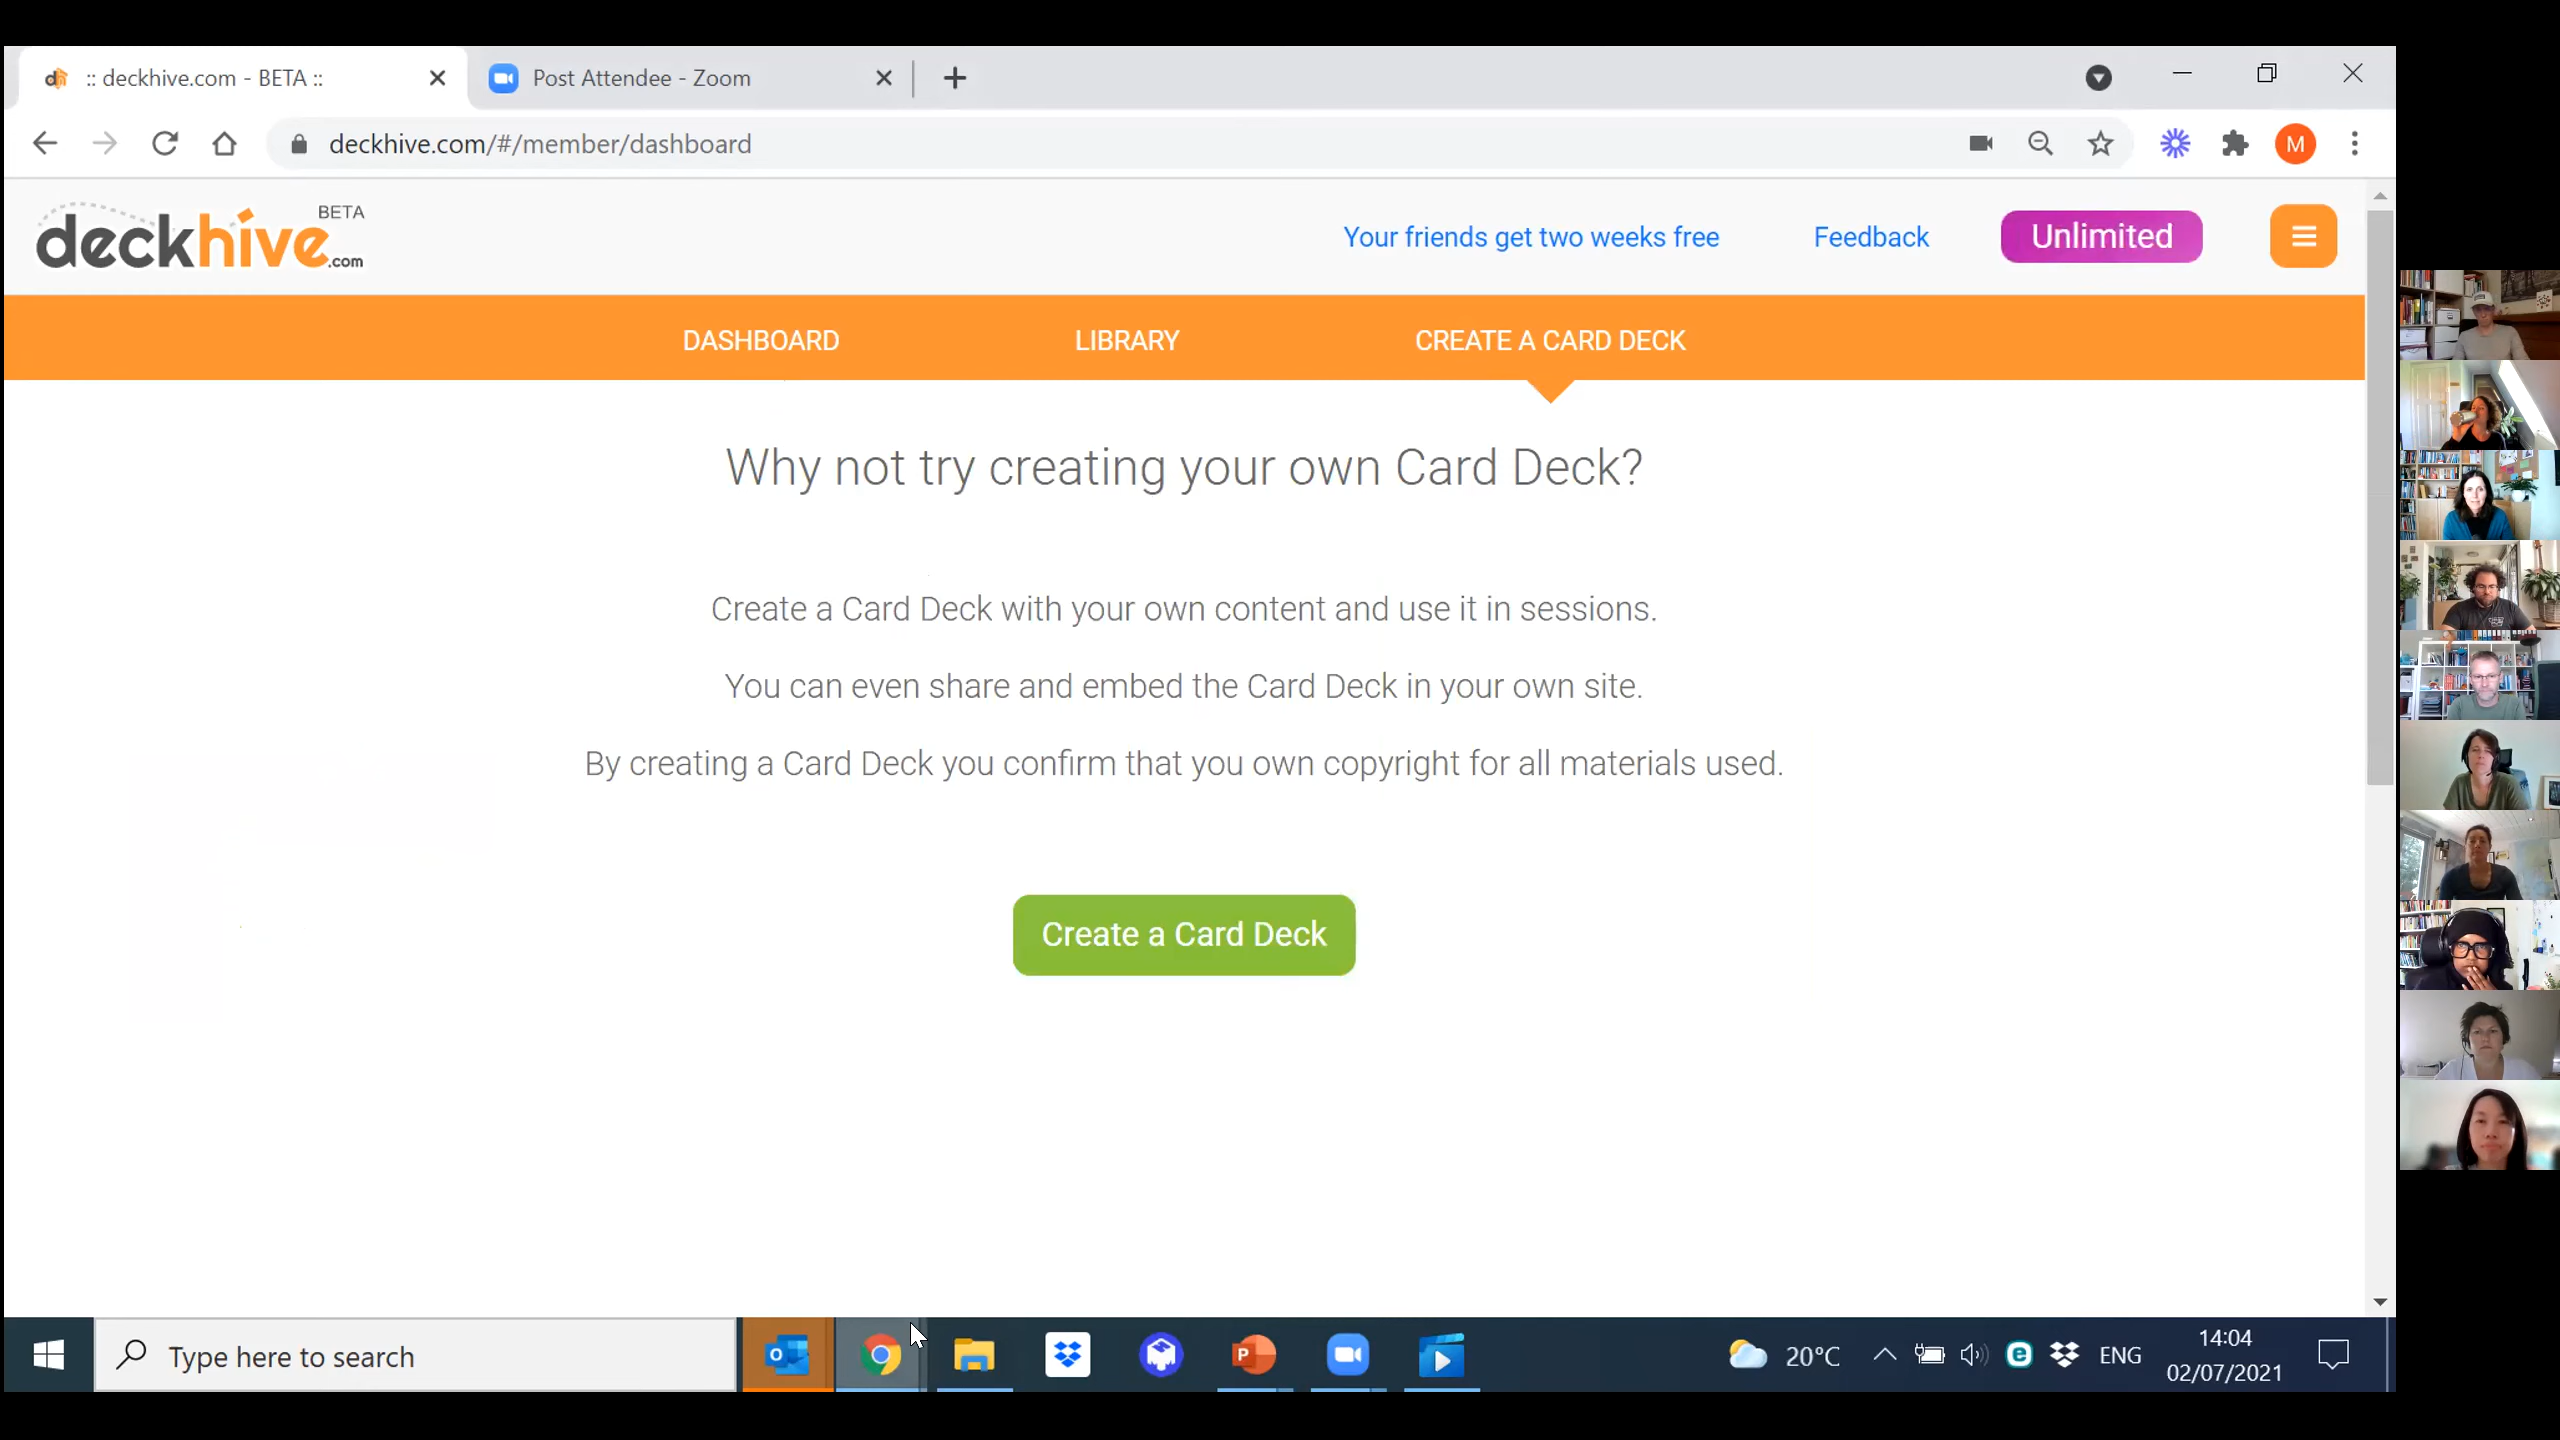 :: deckhive.com - BETA ::
Post Attendee - Zoom
deckhive.com/#/member/dashboard
M
deckhive.com BETA
Your friends get two weeks free
Feedback
Unlimited
DASHBOARD
LIBRARY
CREATE A CARD DECK
Why not try creating your own Card Deck?
Create a Card Deck with your own content and use it in sessions.
You can even share and embed the Card Deck in your own site.
By creating a Card Deck you confirm that you own copyright for all materials used.
Create a Card Deck
Type here to search
20°C
ENG
14:04
02/07/2021